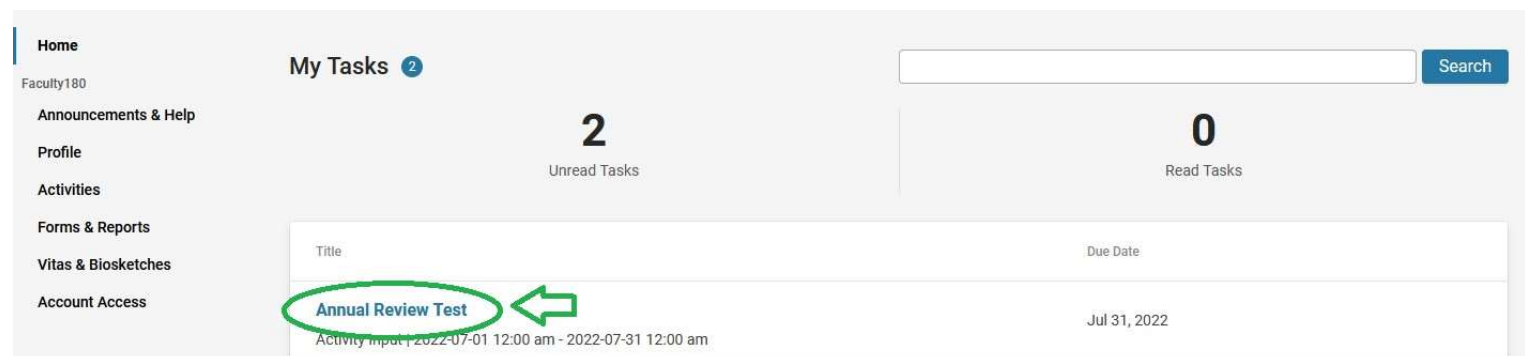 Home
My Tasks 2
Search
Faculty180
Announcements & Help
Profile
Activities
Forms & Reports
Vitas & Biosketches
Account Access
2
Unread Tasks
0
Read Tasks
Title
Due Date
Annual Review Test
Activity Input | 2022-07-01 12:00 am - 2022-07-31 12:00 am
Jul 31, 2022